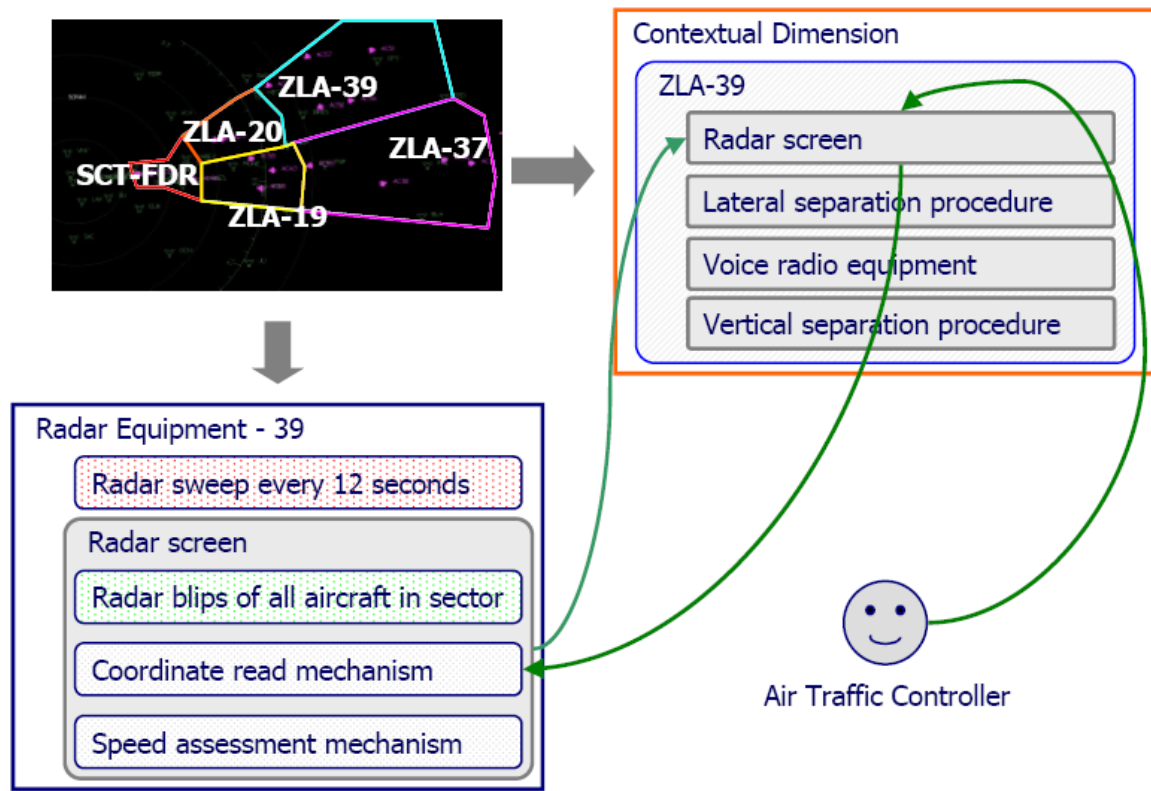 ZLA-39
ZLA-20
ZLA-37
SCT-FDR
ZLA-19
Contextual Dimension
ZLA-39
Radar screen
Lateral separation procedure
Voice radio equipment
Vertical separation procedure
Radar Equipment - 39
Radar sweep every 12 seconds
Radar screen
Radar blips of all aircraft in sector
Coordinate read mechanism
Speed assessment mechanism
Air Traffic Controller